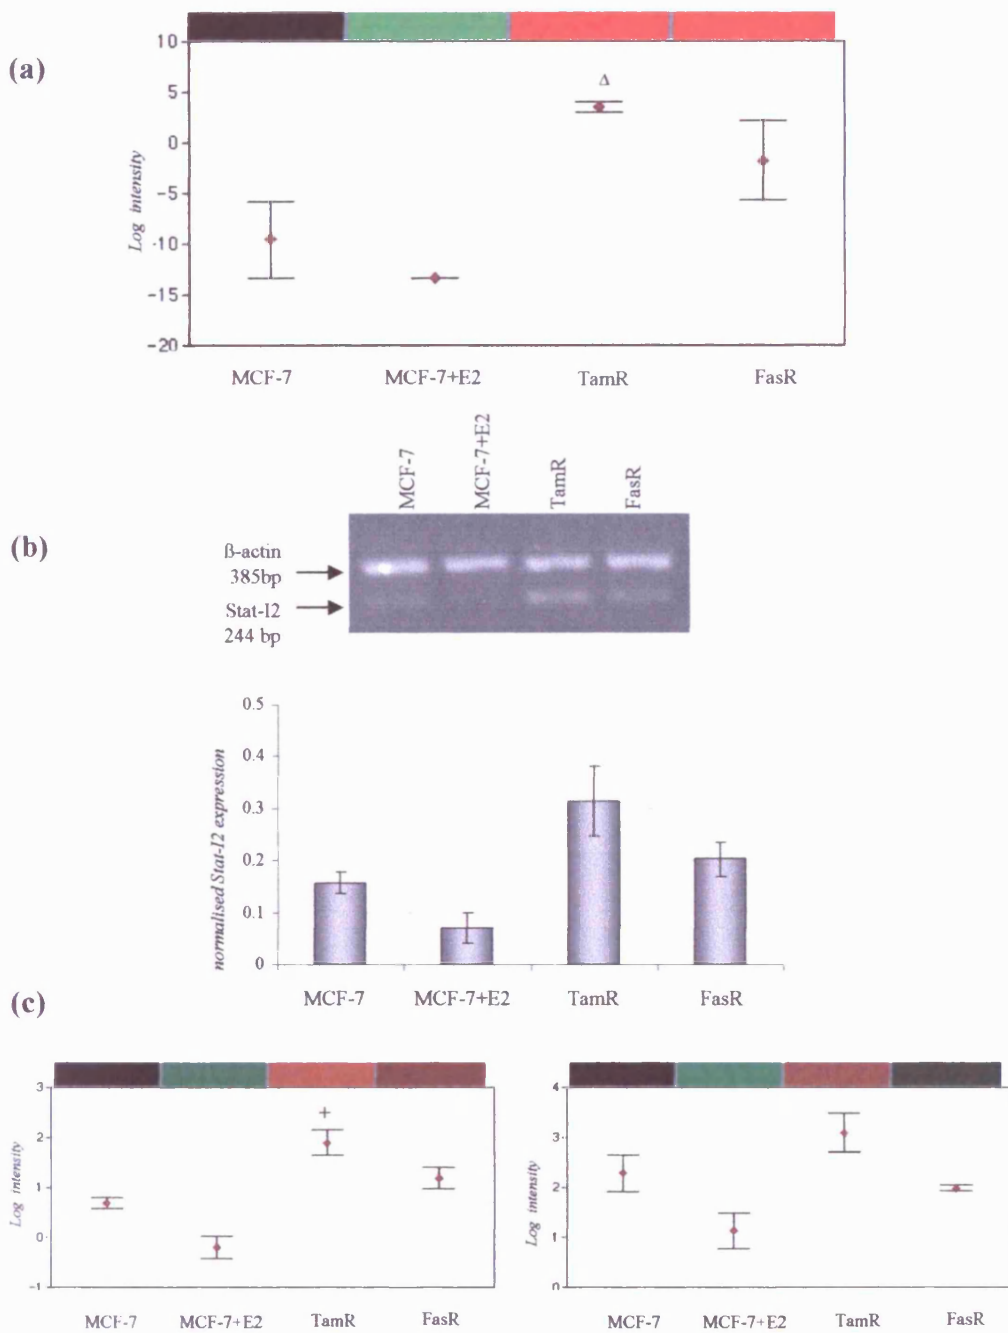 (a)
Log intensity
10
5
0
-5
-10
-15
-20
Δ
MCF-7 MCF-7+E2 TamR FasR
(b)
MCF-7 MCF-7+E2 TamR FasR
ß-actin
385bp
Stat-I2
244 bp
normalised Stat-I2 expression
0.5
0.4
0.3
0.2
0.1
0
MCF-7 MCF-7+E2 TamR FasR
(c)
Log intensity
3
2
1
0
-1
+
MCF-7 MCF-7+E2 TamR FasR
Log intensity
4
3
2
1
0
MCF-7 MCF-7+E2 TamR FasR